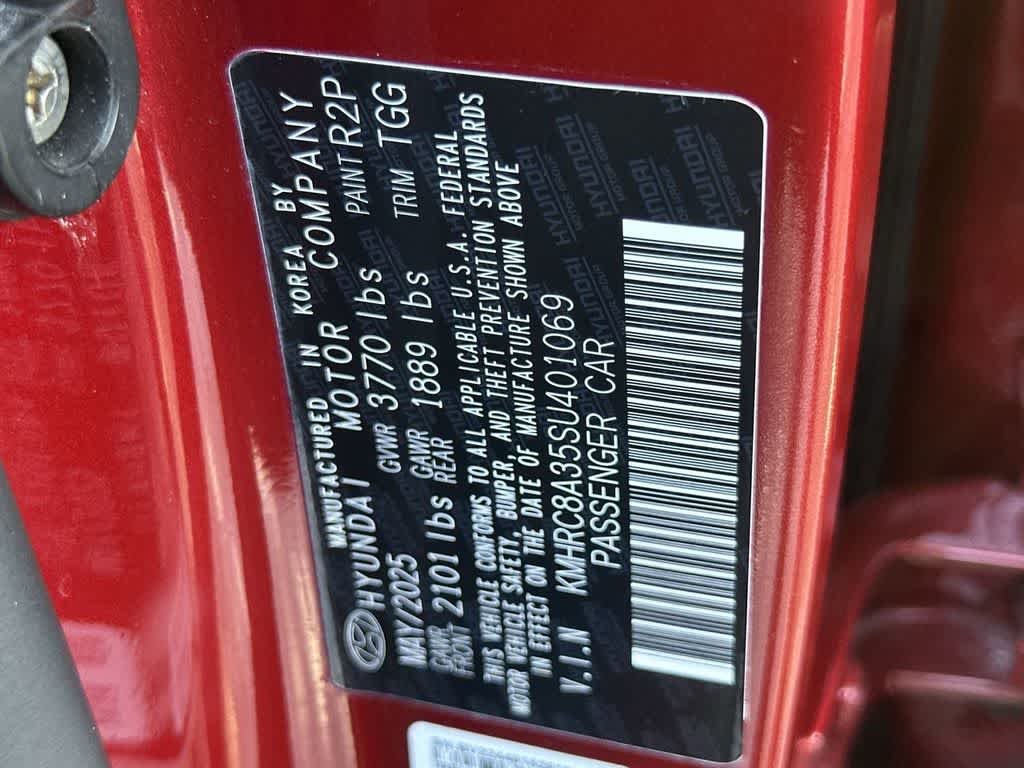 MANUFACTURED IN KOREA BY
HYUNDAI MOTOR COMPANY
MAY/2025 GVWR 3770 lbs PAINT R2P
GAWR FRONT 2101 lbs GAWR REAR 1889 lbs TRIM TGG
THIS VEHICLE CONFORMS TO ALL APPLICABLE U.S.A. FEDERAL
MOTOR VEHICLE SAFETY, BUMPER, AND THEFT PREVENTION STANDARDS
IN EFFECT ON THE DATE OF MANUFACTURE SHOWN ABOVE
V.I.N KMHRC8A35SU401069
PASSENGER CAR